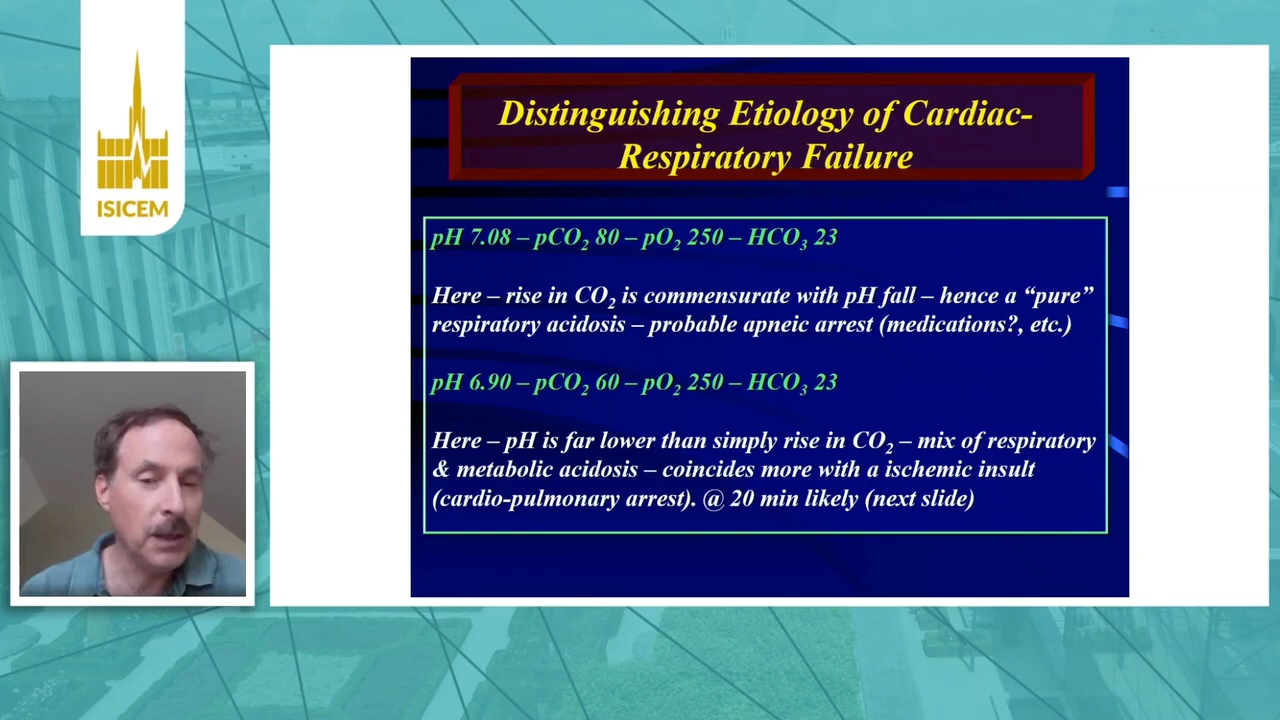 ISICEM
Distinguishing Etiology of Cardiac-
Respiratory Failure
pH 7.08 – pCO₂ 80 – pO₂ 250 – HCO₃ 23
Here – rise in CO₂ is commensurate with pH fall – hence a “pure”
respiratory acidosis – probable apneic arrest (medications?, etc.)
pH 6.90 – pCO₂ 60 – pO₂ 250 – HCO₃ 23
Here – pH is far lower than simply rise in CO₂ – mix of respiratory
& metabolic acidosis – coincides more with a ischemic insult
(cardio-pulmonary arrest). @ 20 min likely (next slide)